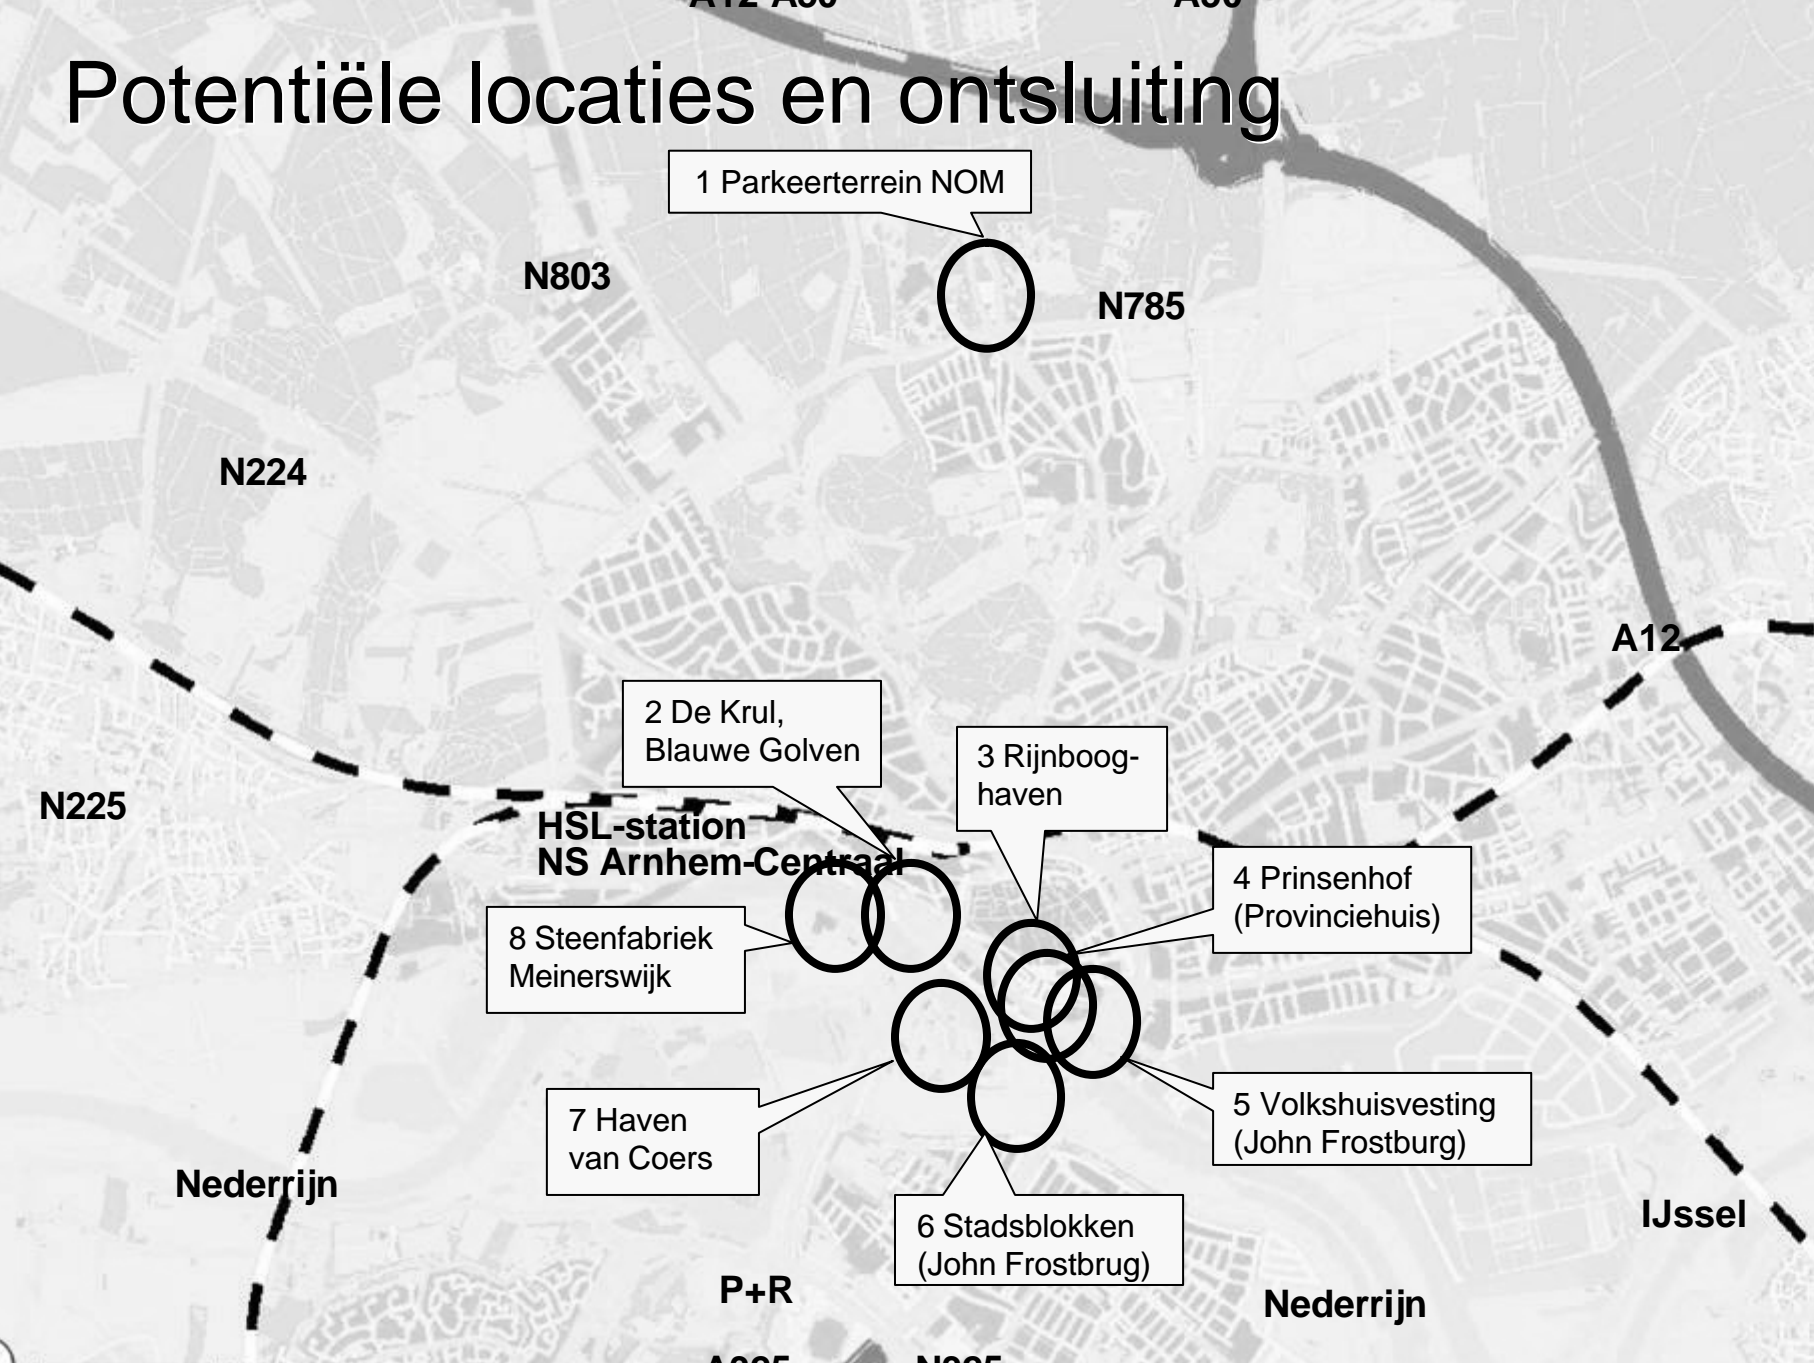 Potentiële locaties en ontsluiting
1 Parkeerterrein NOM
N803
N785
N224
A12
2 De Krul,
Blauwe Golven
3 Rijnboog-
haven
N225
HSL-station
NS Arnhem-Centraal
4 Prinsenhof
(Provinciehuis)
8 Steenfabriek
Meinerswijk
5 Volkshuisvesting
(John Frostburg)
7 Haven
van Coers
Nederrijn
IJssel
6 Stadsblokken
(John Frostbrug)
P+R
Nederrijn